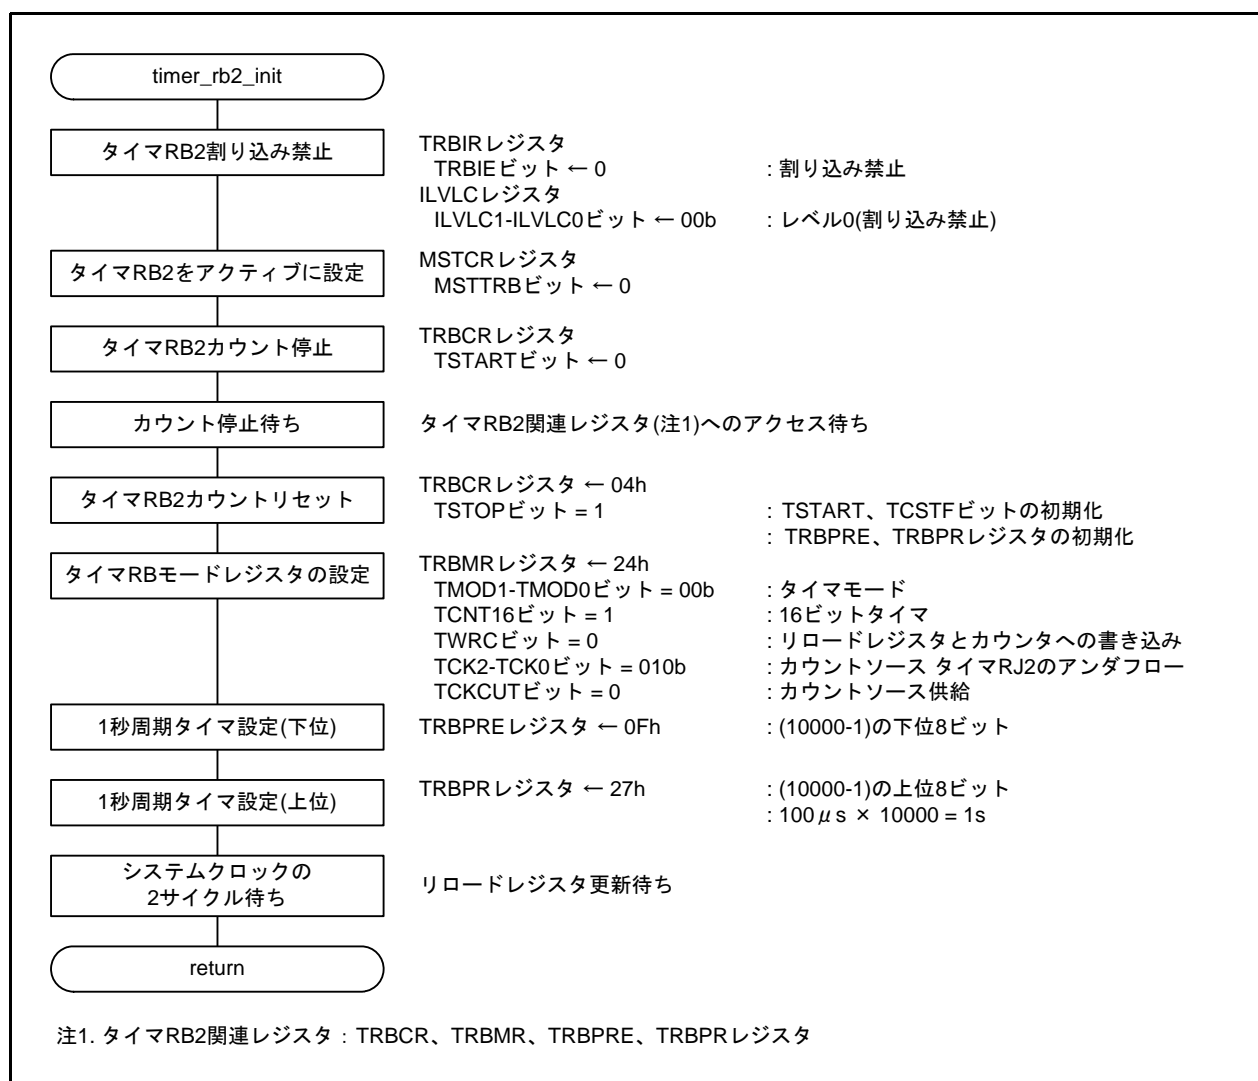 timer_rb2_init
タイマRB2割り込み禁止
TRBIRレジスタ
TRBIEビット ← 0 : 割り込み禁止
ILVLCレジスタ
ILVLC1-ILVLC0ビット ← 00b : レベル0(割り込み禁止)
タイマRB2をアクティブに設定
MSTCRレジスタ
MSTTRBビット ← 0
タイマRB2カウント停止
TRBCRレジスタ
TSTARTビット ← 0
カウント停止待ち
タイマRB2関連レジスタ(注1)へのアクセス待ち
タイマRB2カウントリセット
TRBCRレジスタ ← 04h
TSTOPビット = 1 : TSTART、TCSTFビットの初期化
: TRBPRE、TRBPRレジスタの初期化
タイマRBモードレジスタの設定
TRBMRレジスタ ← 24h
TMOD1-TMOD0ビット = 00b : タイマモード
TCNT16ビット = 1 : 16ビットタイマ
TWRCビット = 0 : リロードレジスタとカウンタへの書き込み
TCK2-TCK0ビット = 010b : カウントソース タイマRJ2のアンダフロー
TCKCUTビット = 0 : カウントソース供給
1秒周期タイマ設定(下位)
TRBPREレジスタ ← 0Fh : (10000-1)の下位8ビット
1秒周期タイマ設定(上位)
TRBPRレジスタ ← 27h : (10000-1)の上位8ビット
: 100μs × 10000 = 1s
システムクロックの
2サイクル待ち
リロードレジスタ更新待ち
return
注1. タイマRB2関連レジスタ : TRBCR、TRBMR、TRBPRE、TRBPRレジスタ